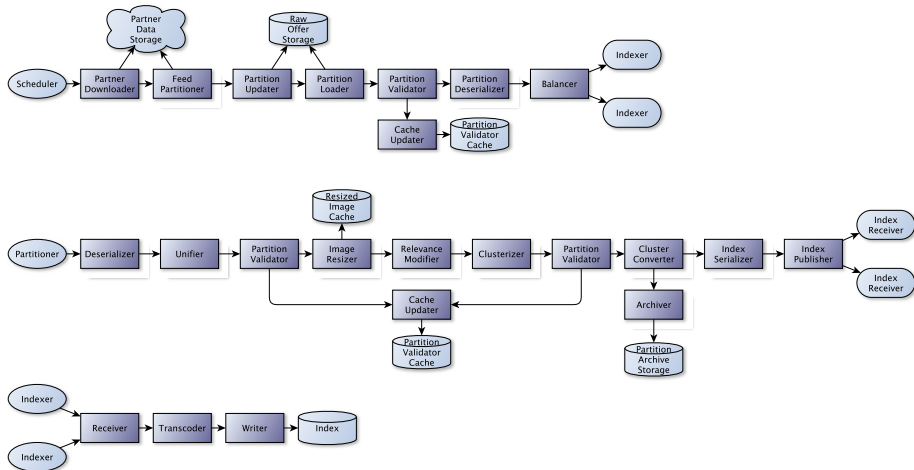 Partner
Data
Storage
Raw
Offer
Storage
Scheduler
Partner
Downloader
Feed
Partitioner
Partition
Updater
Partition
Loader
Partition
Validator
Partition
Deserializer
Balancer
Indexer
Indexer
Cache
Updater
Partition
Validator
Cache
Resized
Image
Cache
Partitioner
Deserializer
Unifier
Partition
Validator
Image
Resizer
Relevance
Modifier
Clusterizer
Partition
Validator
Cluster
Converter
Index
Serializer
Index
Publisher
Index
Receiver
Index
Receiver
Cache
Updater
Archiver
Partition
Validator
Cache
Partition
Archive
Storage
Indexer
Indexer
Receiver
Transcoder
Writer
Index